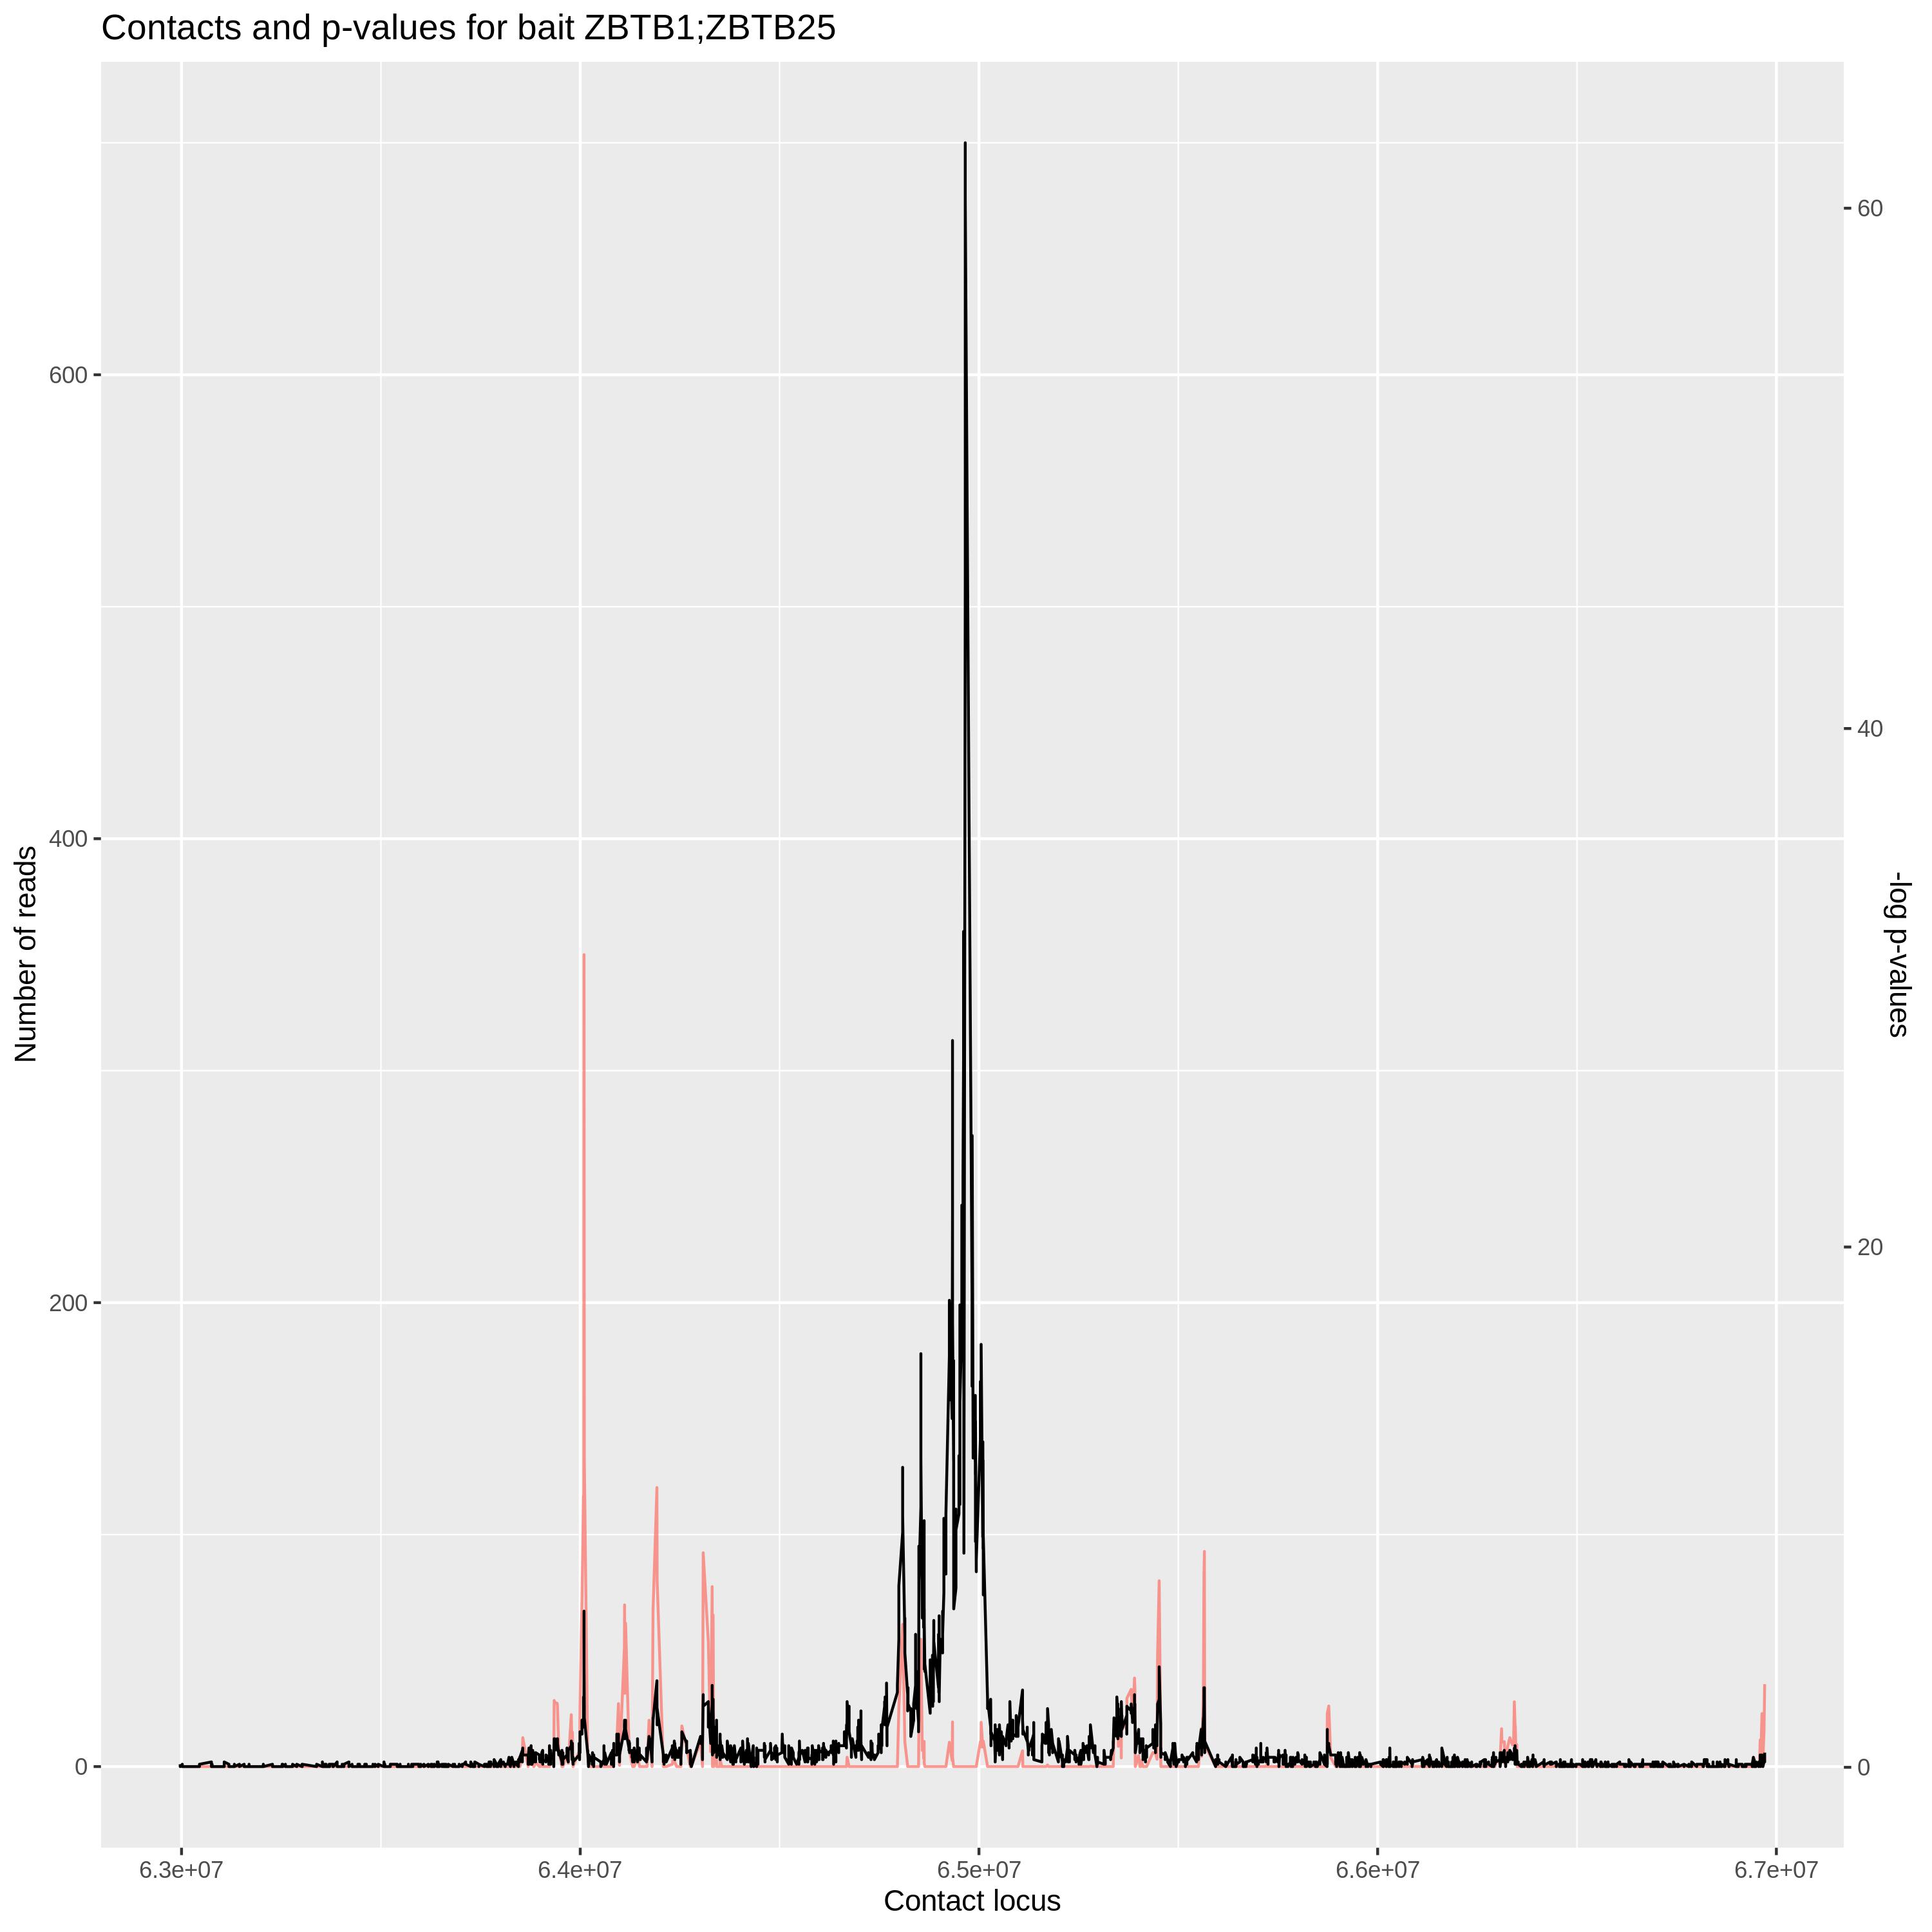 Contacts and p-values for bait ZBTB1;ZBTB25
Number of reads
600
400
200
0
60
40
20
0
-log p-values
6.3e+07 6.4e+07 6.5e+07 6.6e+07 6.7e+07
Contact locus